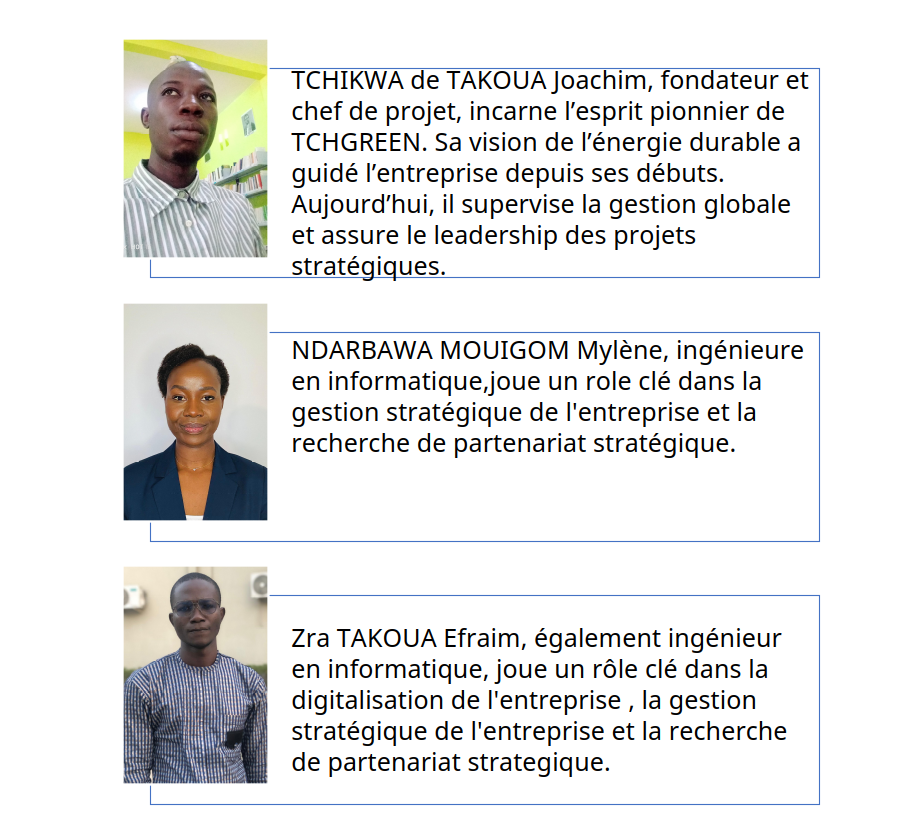 TCHIKWA de TAKOUA Joachim, fondateur et
chef de projet, incarne l’esprit pionnier de
TCHGREEN. Sa vision de l’énergie durable a
guidé l’entreprise depuis ses débuts.
Aujourd’hui, il supervise la gestion globale
et assure le leadership des projets
stratégiques.
NDARBAWA MOUIGOM Mylène, ingénieure
en informatique,joue un role clé dans la
gestion stratégique de l'entreprise et la
recherche de partenariat stratégique.
Zra TAKOUA Efraim, également ingénieur
en informatique, joue un rôle clé dans la
digitalisation de l'entreprise , la gestion
stratégique de l'entreprise et la recherche
de partenariat strategique.